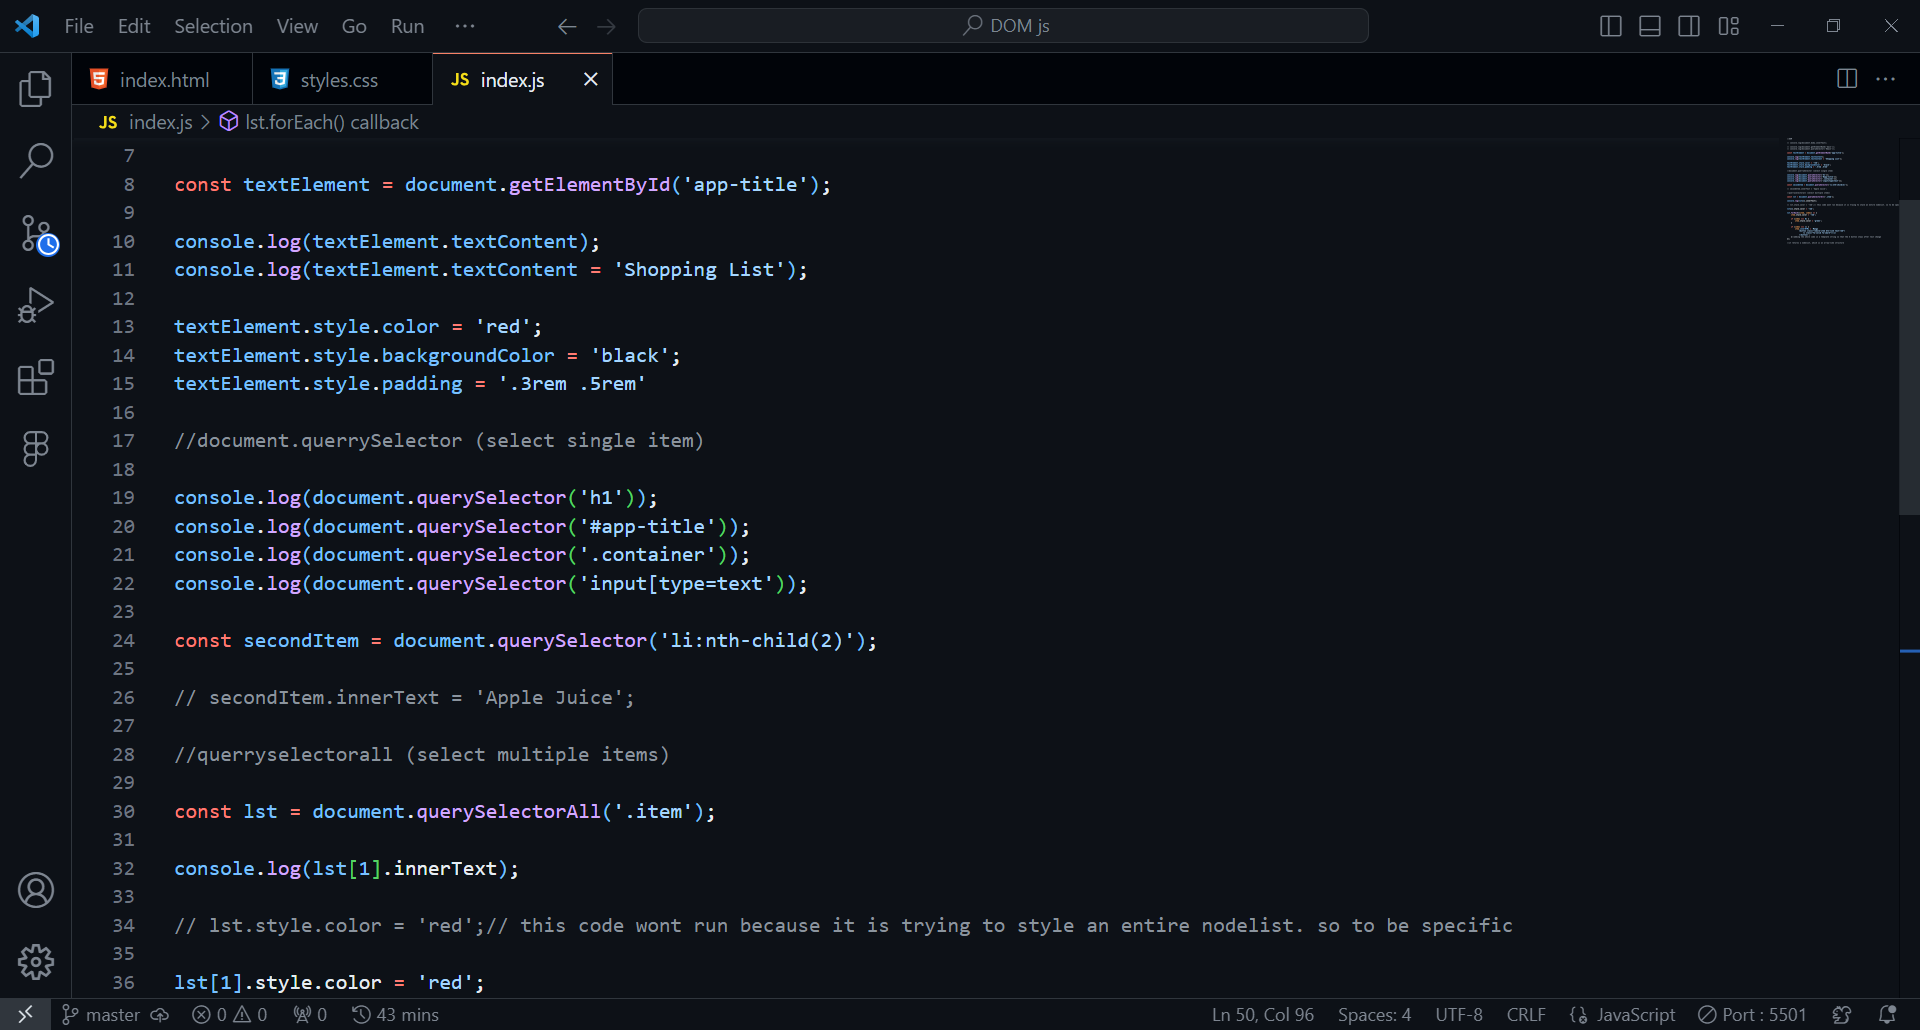 File Edit Selection View Go Run ··· DOM js
index.html styles.css JS index.js
JS index.js > lst.forEach() callback
7
8 const textElement = document.getElementById('app-title');
9
10 console.log(textElement.textContent);
11 console.log(textElement.textContent = 'Shopping List');
12
13 textElement.style.color = 'red';
14 textElement.style.backgroundColor = 'black';
15 textElement.style.padding = '.3rem .5rem'
16
17 //document.querrySelector (select single item)
18
19 console.log(document.querySelector('h1'));
20 console.log(document.querySelector('#app-title'));
21 console.log(document.querySelector('.container'));
22 console.log(document.querySelector('input[type=text'));
23
24 const secondItem = document.querySelector('li:nth-child(2)');
25
26 // secondItem.innerText = 'Apple Juice';
27
28 //querryselectorall (select multiple items)
29
30 const lst = document.querySelectorAll('.item');
31
32 console.log(lst[1].innerText);
33
34 // lst.style.color = 'red';// this code wont run because it is trying to style an entire nodelist. so to be specific
35
36 lst[1].style.color = 'red';
master 0 0 0 43 mins Ln 50, Col 96 Spaces: 4 UTF-8 CRLF JavaScript Port : 5501